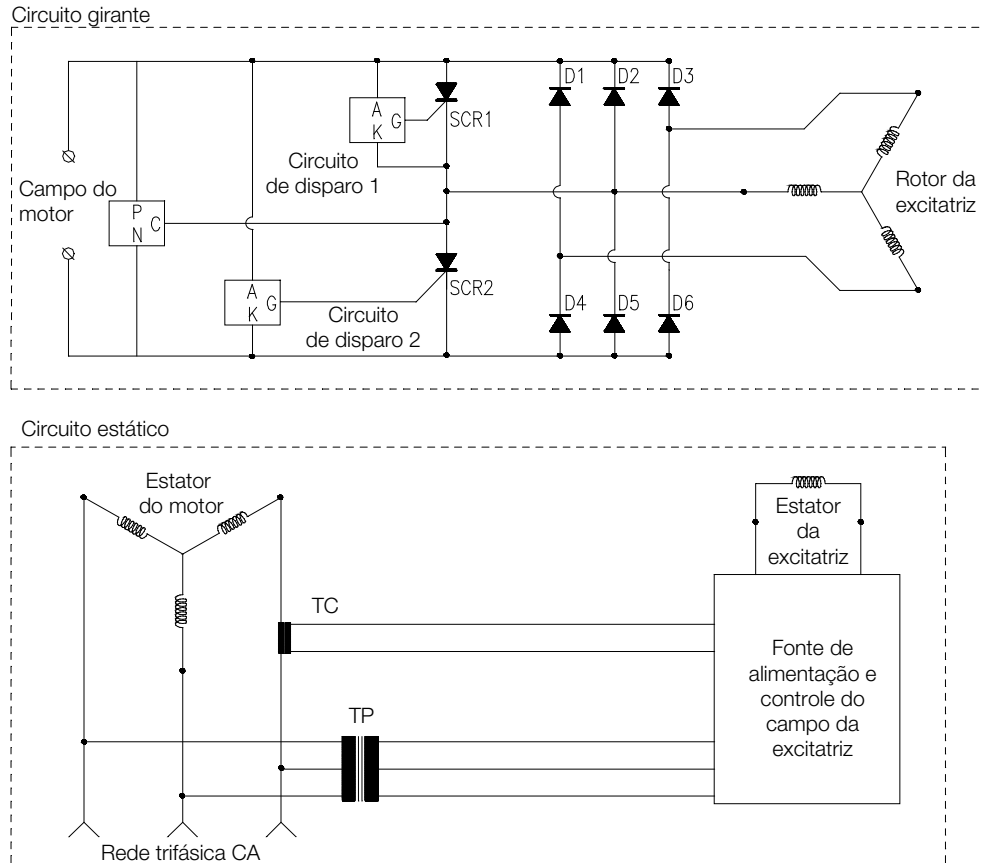 Circuito girante
D1
D2
D3
A
K
G
SCR1
Circuito
de disparo 1
Campo do
motor
P
N
C
Rotor da
excitatriz
A
K
G
SCR2
Circuito
de disparo 2
D4
D5
D6
Circuito estático
Estator
do motor
Estator
da
excitatriz
TC
Fonte de
alimentação e
controle do
campo da
excitatriz
TP
Rede trifásica CA